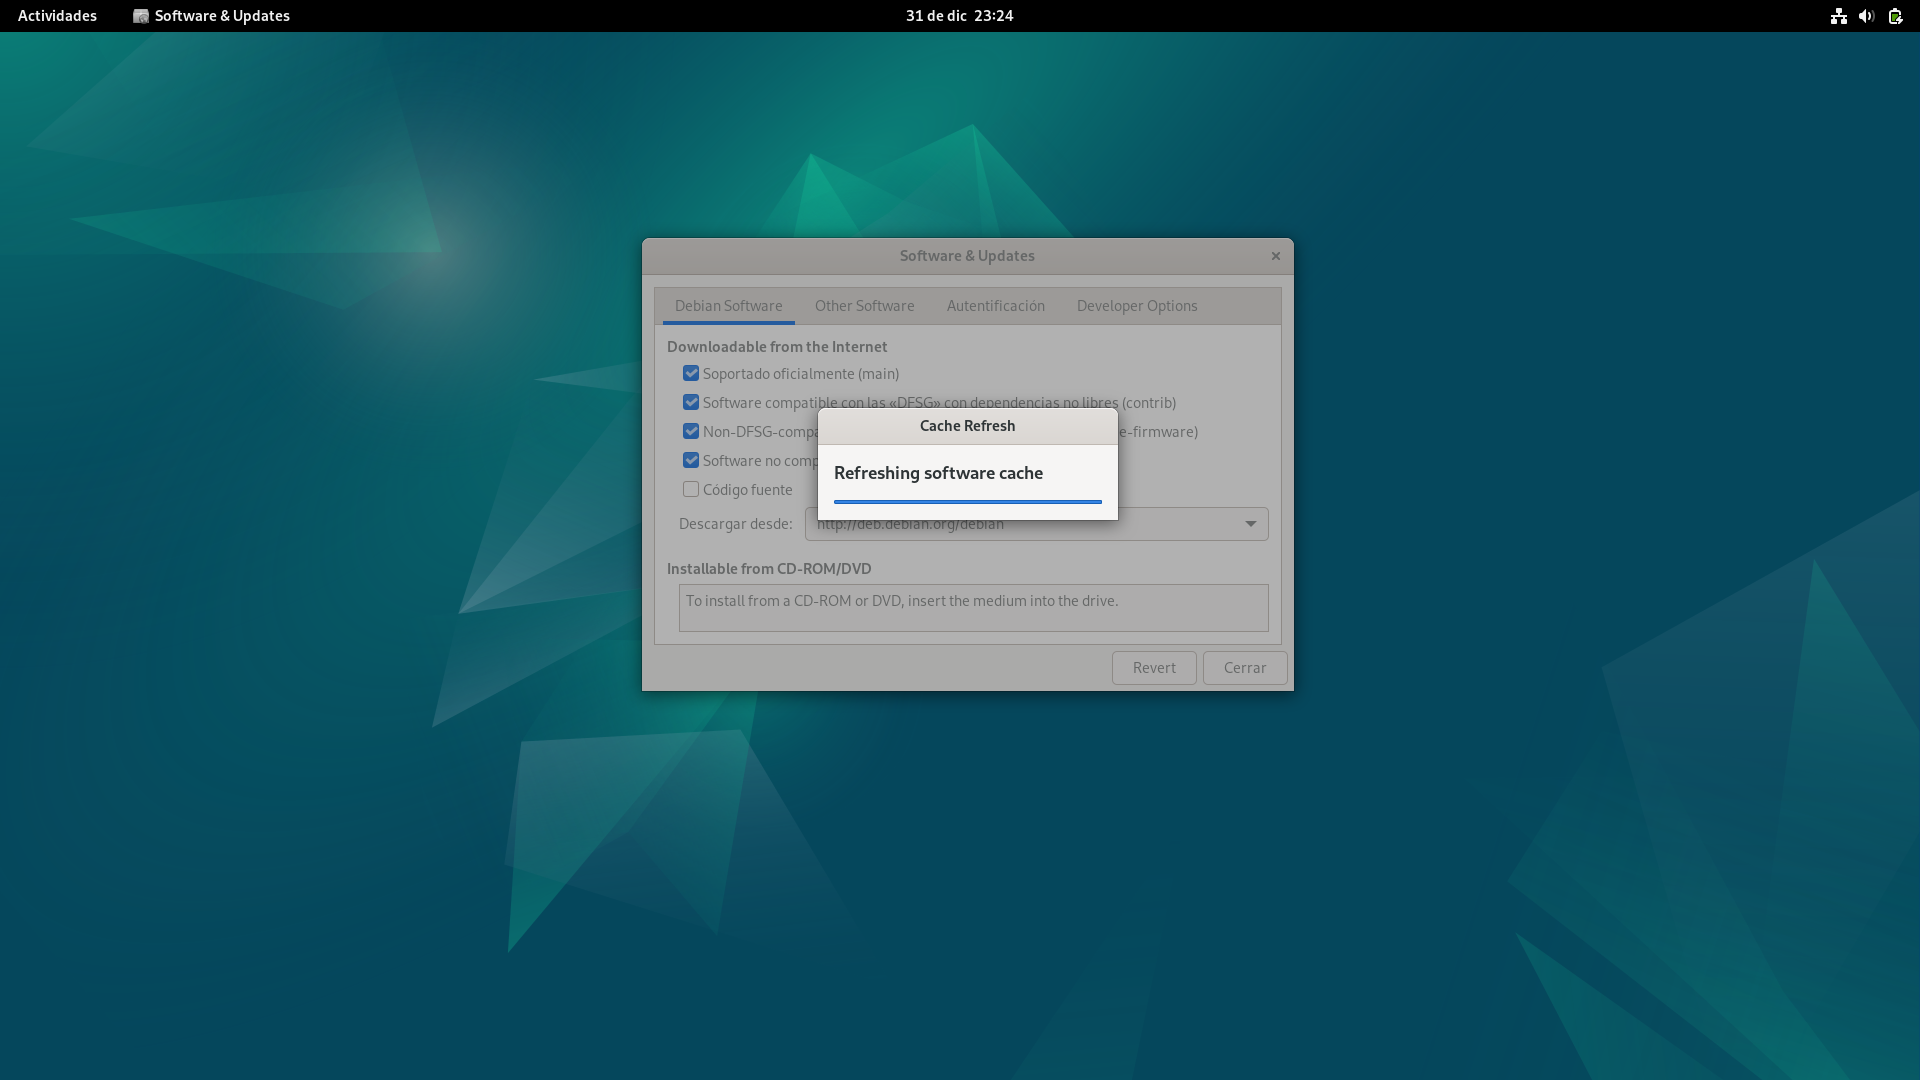 Actividades
Software & Updates
31 de dic 23:24
Software & Updates
×
Debian Software
Other Software
Autentificación
Developer Options
Downloadable from the Internet
Soportado oficialmente (main)
Software compatible con las «DFSG» con dependencias no libres (contrib)
Non-DFSG-compa
e-firmware)
Software no comp
Código fuente
Cache Refresh
Refreshing software cache
Descargar desde:
http://deb.debian.org/debian
Installable from CD-ROM/DVD
To install from a CD-ROM or DVD, insert the medium into the drive.
Revert
Cerrar